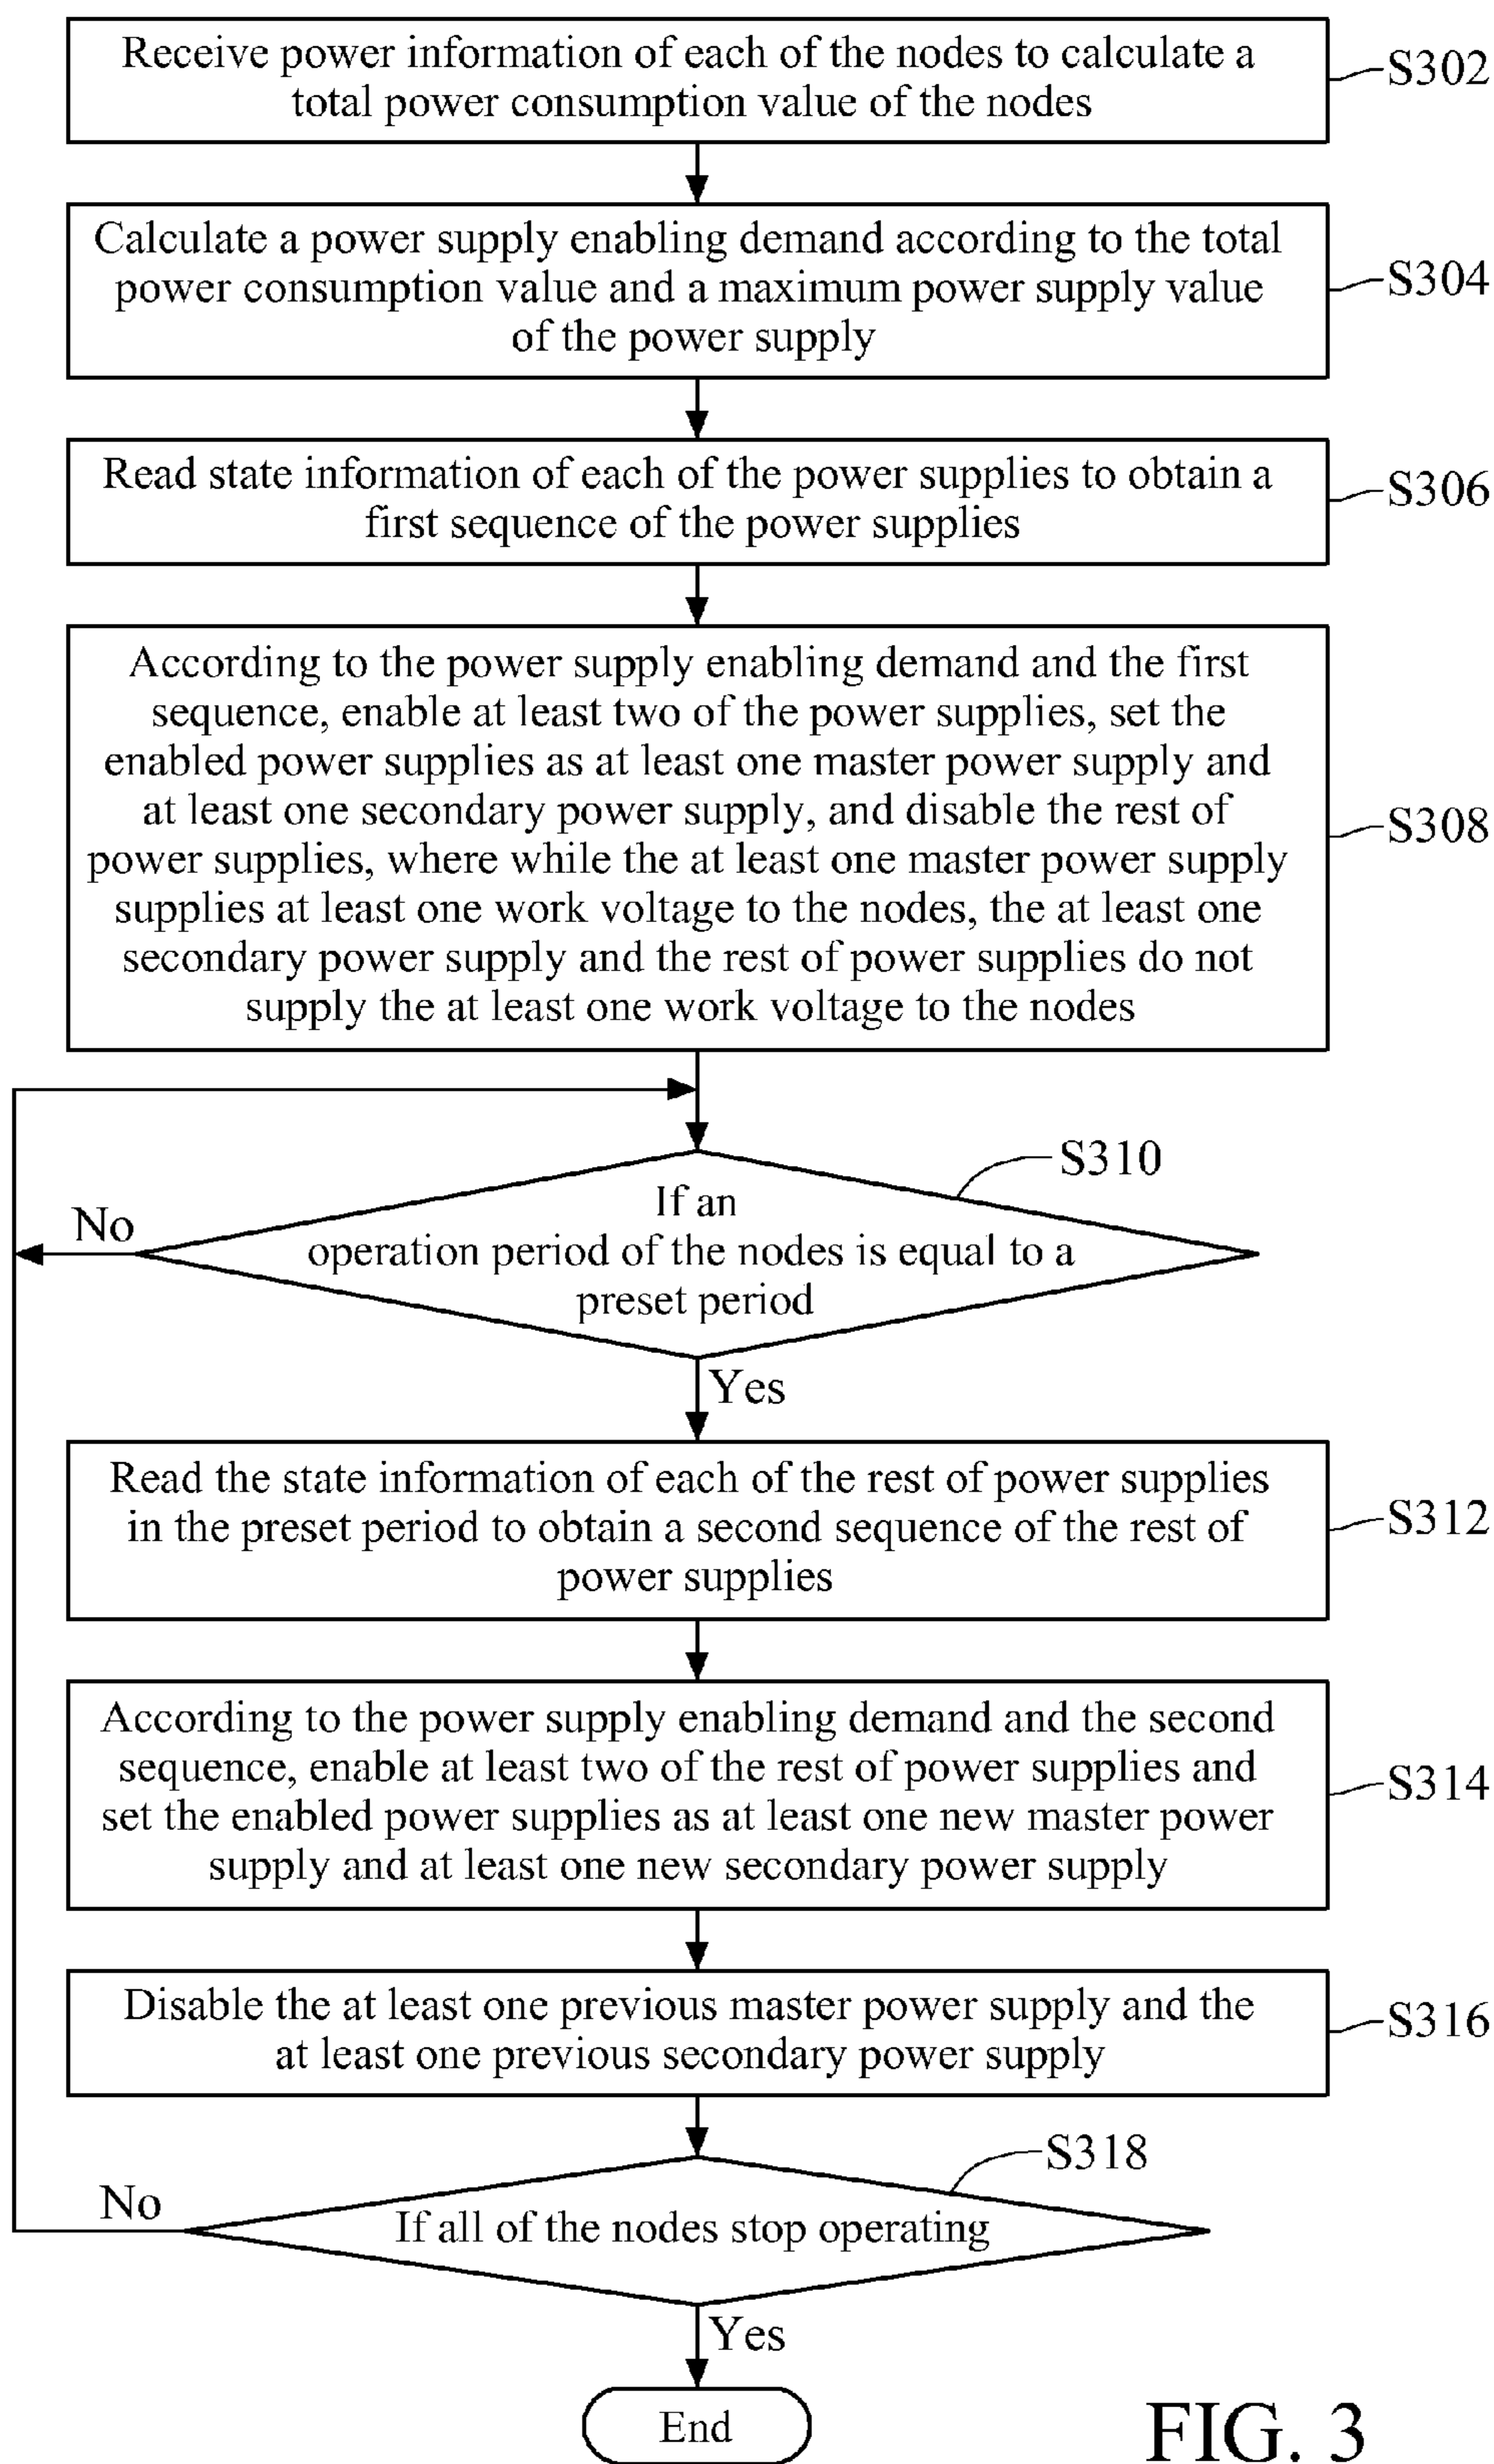 Receive power information of each of the nodes to calculate a
total power consumption value of the nodes
S302
Calculate a power supply enabling demand according to the total
power consumption value and a maximum power supply value
of the power supply
S304
Read state information of each of the power supplies to obtain a
first sequence of the power supplies
S306
According to the power supply enabling demand and the first
sequence, enable at least two of the power supplies, set the
enabled power supplies as at least one master power supply and
at least one secondary power supply, and disable the rest of
power supplies, where while the at least one master power supply
supplies at least one work voltage to the nodes, the at least one
secondary power supply and the rest of power supplies do not
supply the at least one work voltage to the nodes
S308
S310
If an
operation period of the nodes is equal to a
preset period
No
Yes
Read the state information of each of the rest of power supplies
in the preset period to obtain a second sequence of the rest of
power supplies
S312
According to the power supply enabling demand and the second
sequence, enable at least two of the rest of power supplies and
set the enabled power supplies as at least one new master power
supply and at least one new secondary power supply
S314
Disable the at least one previous master power supply and the
at least one previous secondary power supply
S316
S318
If all of the nodes stop operating
No
Yes
End
FIG. 3